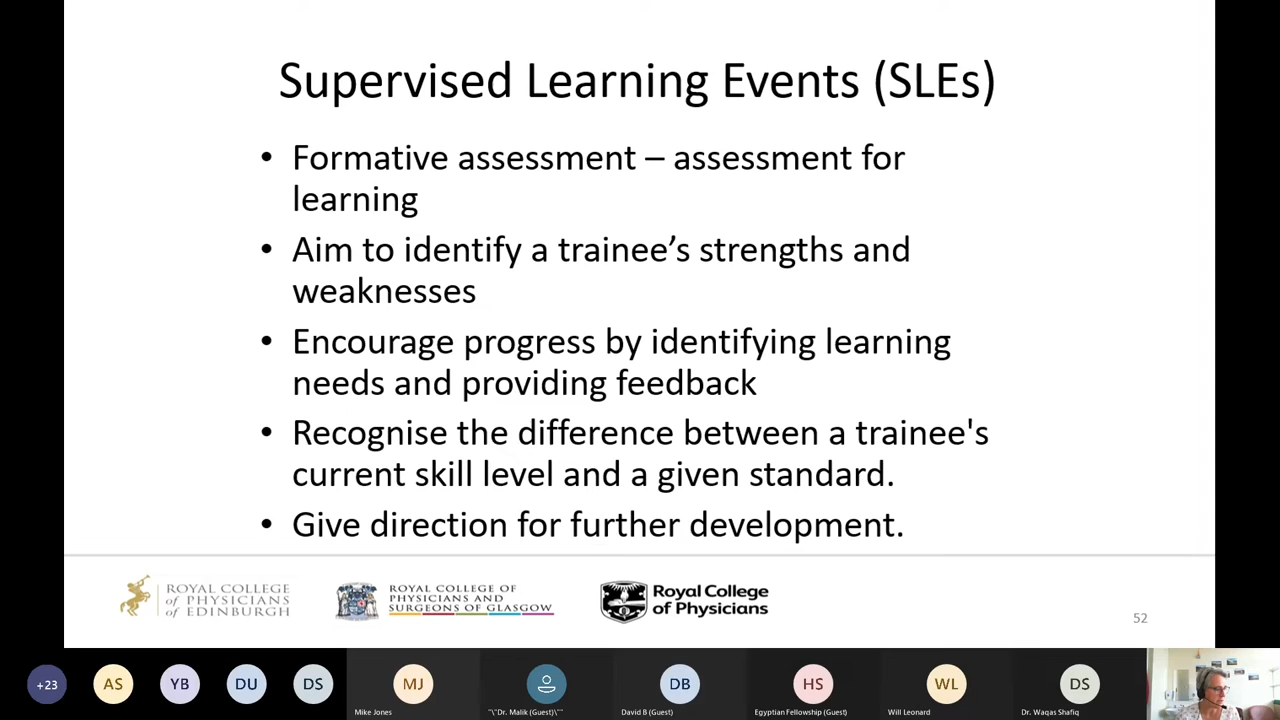 Supervised Learning Events (SLEs)
• Formative assessment – assessment for
learning
• Aim to identify a trainee’s strengths and
weaknesses
• Encourage progress by identifying learning
needs and providing feedback
• Recognise the difference between a trainee's
current skill level and a given standard.
• Give direction for further development.
ROYAL COLLEGE
of PHYSICIANS
of EDINBURGH
ROYAL COLLEGE OF
PHYSICIANS AND
SURGEONS OF GLASGOW
Royal College
of Physicians
52
+23
AS
YB
DU
DS
MJ
DB
HS
WL
DS
Mike Jones
"\"Dr. Malik (Guest)\""
David B (Guest)
Egyptian Fellowship (Guest)
Will Leonard
Dr. Waqas Shafiq